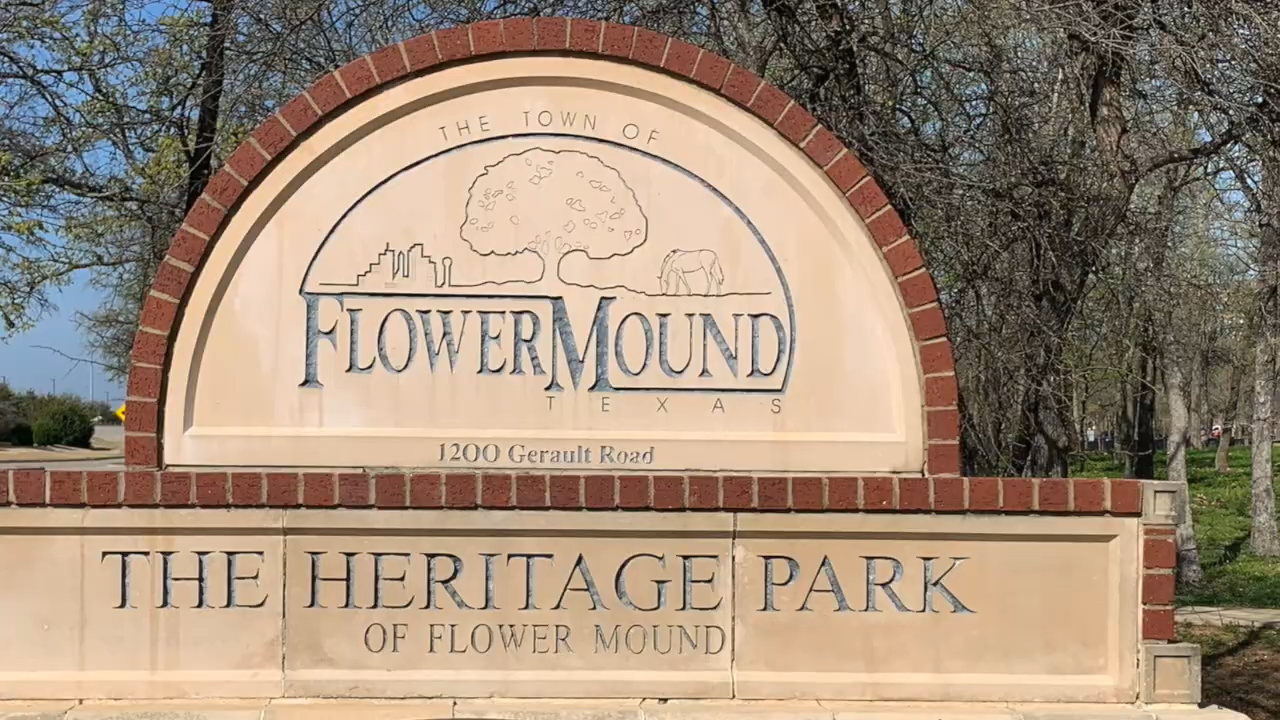 THE TOWN OF
FLOWER MOUND
TEXAS
1200 Gerault Road
THE HERITAGE PARK
OF FLOWER MOUND